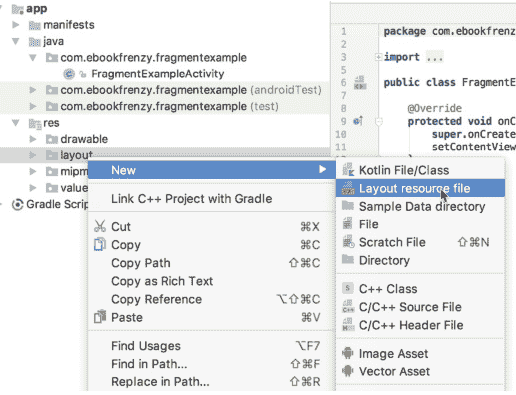 app
manifests
java
com.ebookfrenzy.fragmentexample
FragmentExampleActivity
com.ebookfrenzy.fragmentexample (androidTest)
com.ebookfrenzy.fragmentexample (test)
res
drawable
layout
mipm
value
Gradle Scrip
1 package com.ebookfrenz
2
3 import ...
5
6 public class FragmentE
7
8 @Override
9 protected void onC
10 super.onCreate
11 setContentView
New
Link C++ Project with Gradle
Cut ⌘X
Copy ⌘C
Copy Path ⇧⌘C
Copy as Rich Text
Copy Reference ⌥⇧⌘C
Paste ⌘V
Find Usages ⌥F7
Find in Path... ⇧⌘F
Replace in Path... ⇧⌘R
Kotlin File/Class
Layout resource file
Sample Data directory
File
Scratch File ⇧⌘N
Directory
C++ Class
C/C++ Source File
C/C++ Header File
Image Asset
Vector Asset